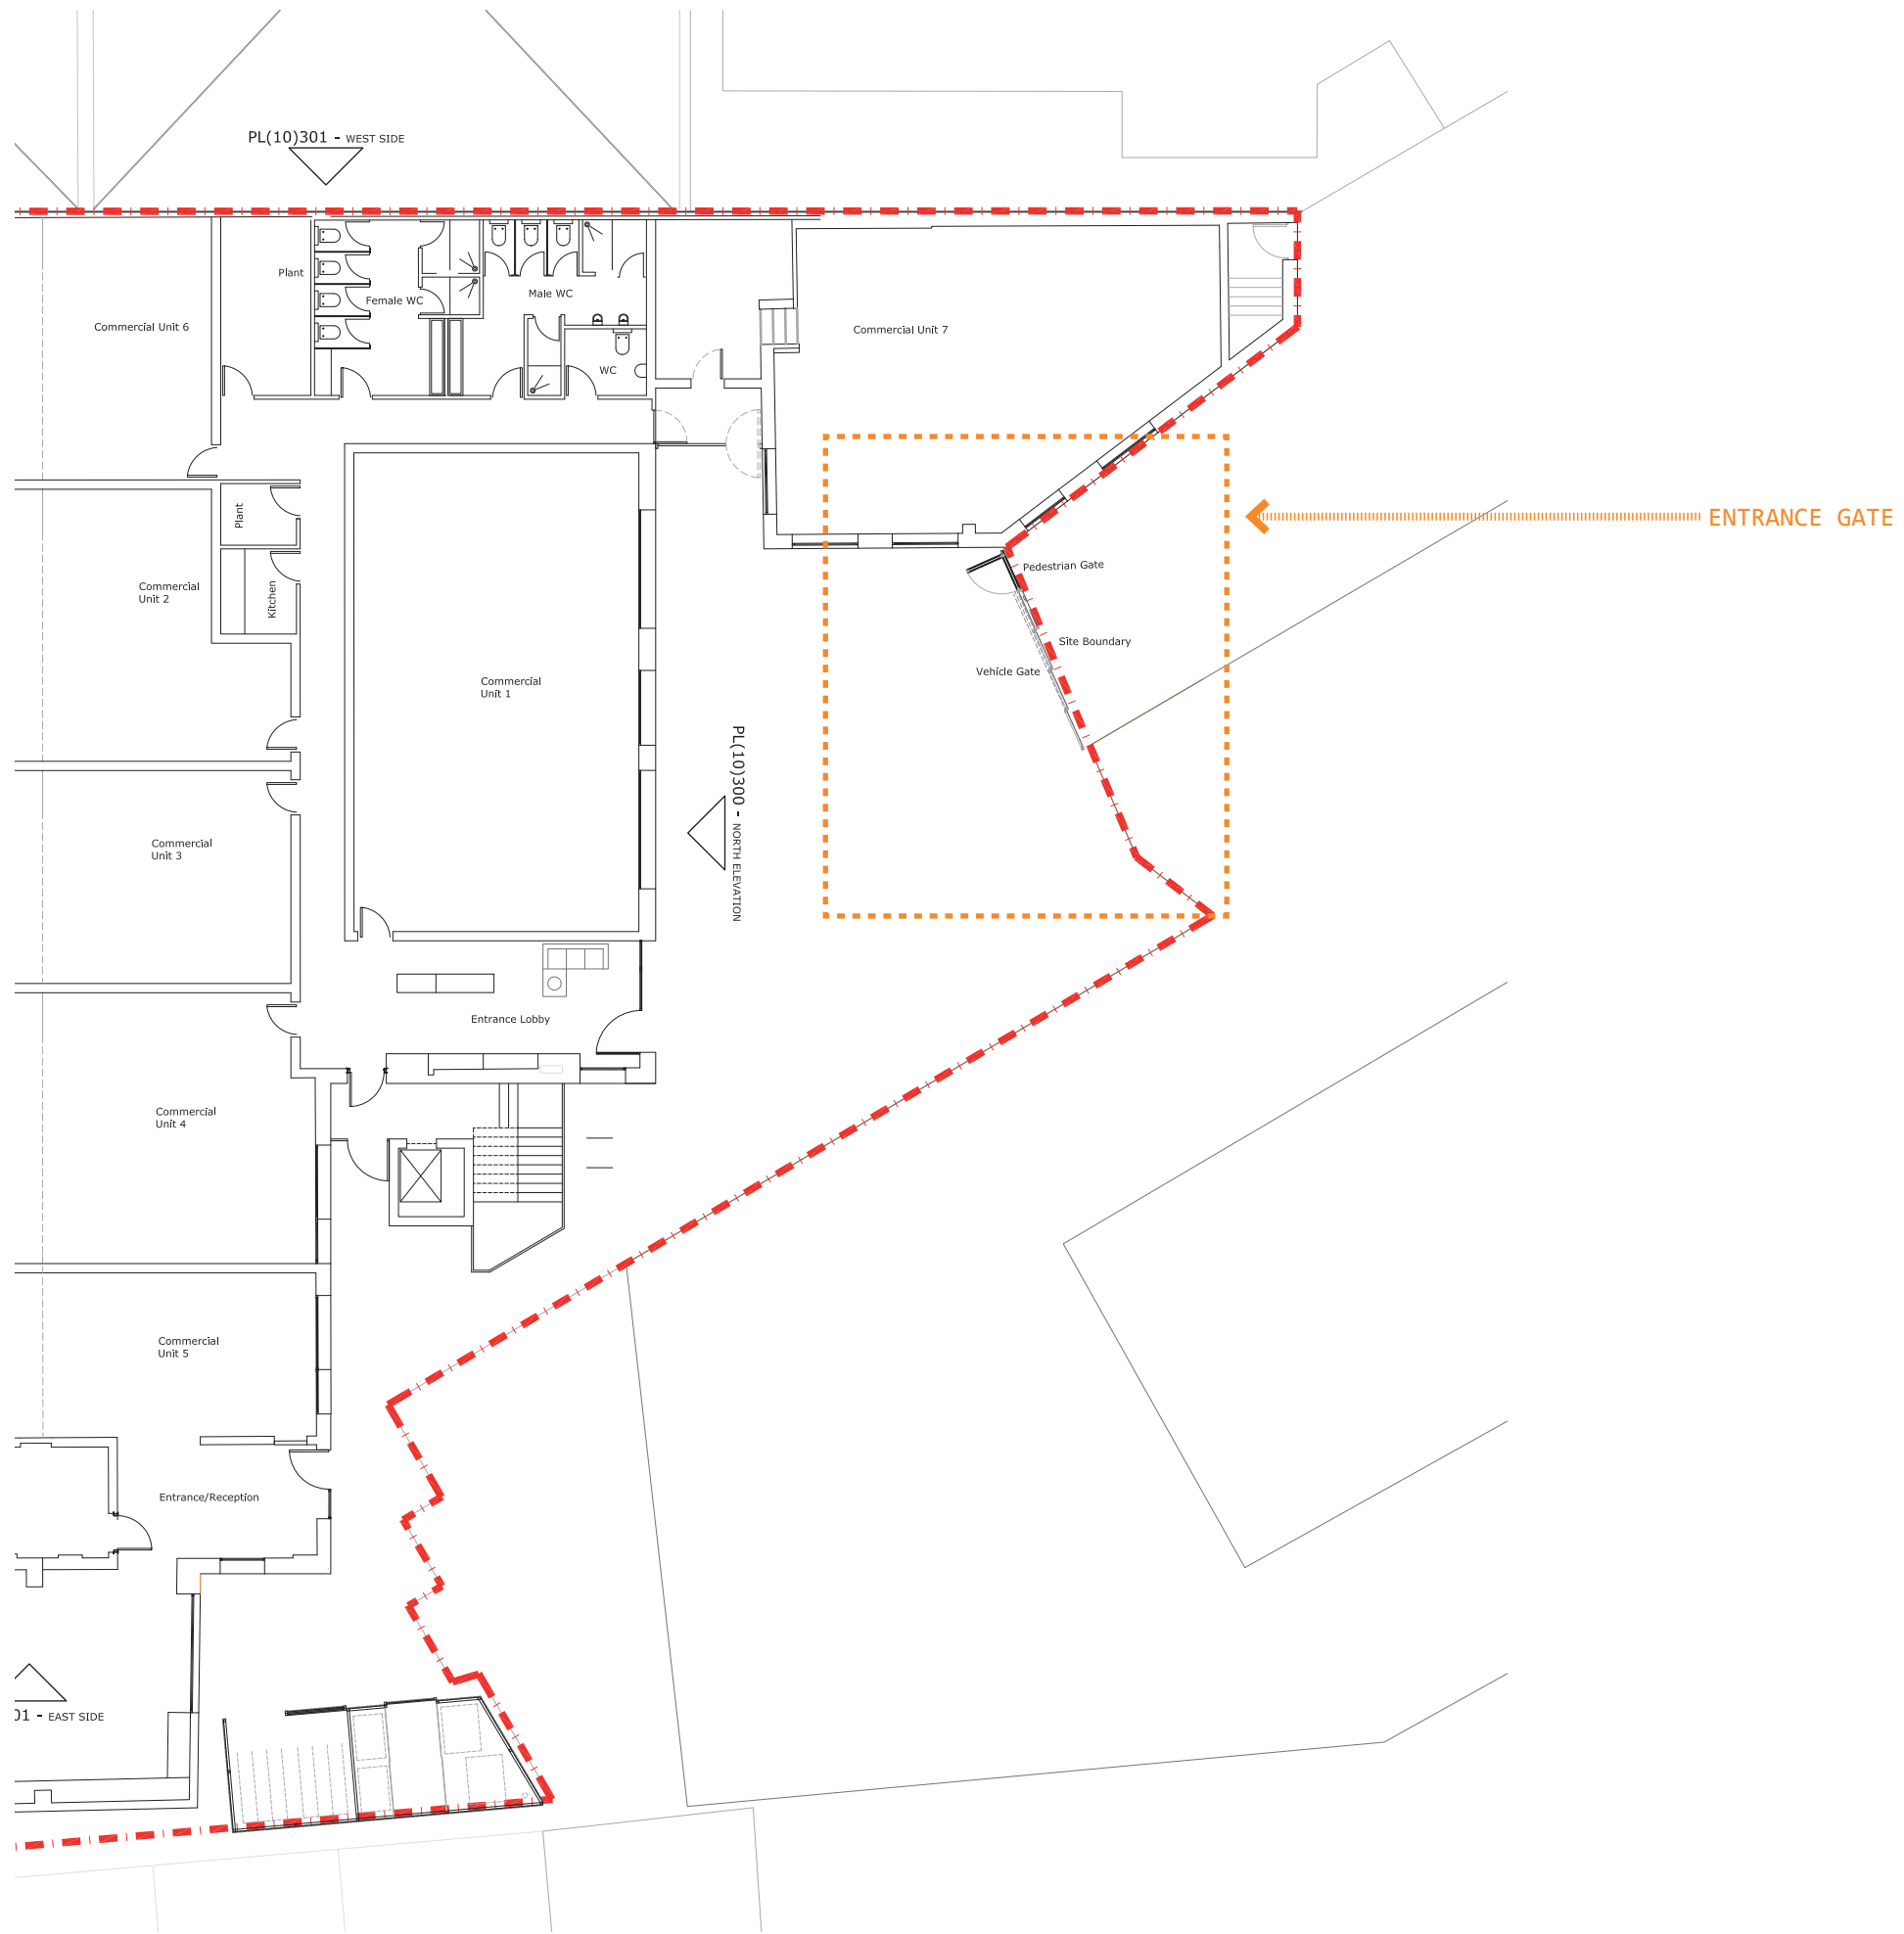 PL(10)301 - WEST SIDE
Plant
Female WC
Male WC
Commercial Unit 6
Commercial Unit 7
WC
Plant
ENTRANCE GATE
Pedestrian Gate
Commercial
Unit 2
Kitchen
Site Boundary
Vehicle Gate
Commercial
Unit 1
PL(10)300 - NORTH ELEVATION
Commercial
Unit 3
Entrance Lobby
Commercial
Unit 4
Commercial
Unit 5
Entrance/Reception
01 - EAST SIDE